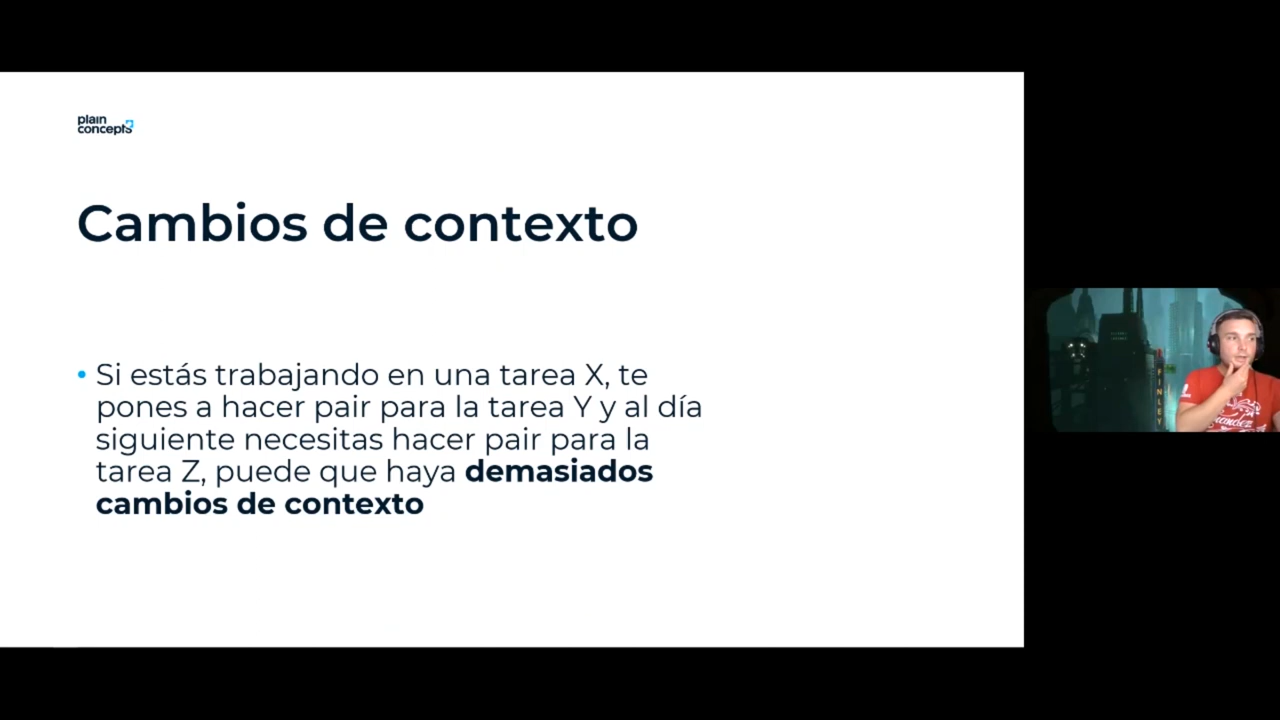 plain
concepts
Cambios de contexto
• Si estás trabajando en una tarea X, te
pones a hacer pair para la tarea Y y al día
siguiente necesitas hacer pair para la
tarea Z, puede que haya demasiados
cambios de contexto
FINLEY